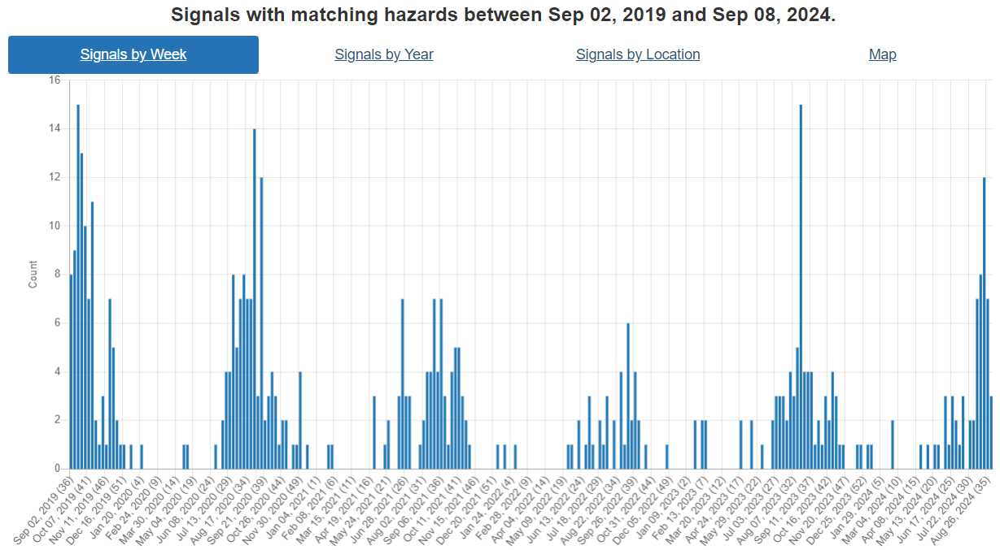 Signals with matching hazards between Sep 02, 2019 and Sep 08, 2024.
Signals by Week
Signals by Year
Signals by Location
Map
16
14
12
10
8
6
4
2
0
Count
Sep 02, 2019 (36)
Oct 07, 2019 (41)
Nov 11, 2019 (46)
Dec 16, 2019 (51)
Jan 20, 2020 (4)
Feb 24, 2020 (9)
Mar 30, 2020 (14)
May 04, 2020 (19)
Jun 08, 2020 (24)
Jul 13, 2020 (29)
Aug 17, 2020 (34)
Sep 21, 2020 (39)
Oct 26, 2020 (44)
Nov 30, 2020 (49)
Jan 04, 2021 (1)
Feb 08, 2021 (6)
Mar 15, 2021 (11)
Apr 19, 2021 (16)
May 24, 2021 (21)
Jun 28, 2021 (26)
Aug 02, 2021 (31)
Sep 06, 2021 (36)
Oct 11, 2021 (41)
Nov 15, 2021 (46)
Dec 20, 2021 (51)
Jan 24, 2022 (4)
Feb 28, 2022 (9)
Apr 04, 2022 (14)
May 09, 2022 (19)
Jun 13, 2022 (24)
Jul 18, 2022 (29)
Aug 22, 2022 (34)
Sep 26, 2022 (39)
Oct 31, 2022 (44)
Dec 05, 2022 (49)
Jan 09, 2023 (2)
Feb 13, 2023 (7)
Mar 20, 2023 (12)
Apr 24, 2023 (17)
May 29, 2023 (22)
Jul 03, 2023 (27)
Aug 07, 2023 (32)
Sep 11, 2023 (37)
Oct 16, 2023 (42)
Nov 20, 2023 (47)
Dec 25, 2023 (52)
Jan 29, 2024 (5)
Mar 04, 2024 (10)
Apr 08, 2024 (15)
May 13, 2024 (20)
Jun 17, 2024 (25)
Jul 22, 2024 (30)
Aug 26, 2024 (35)